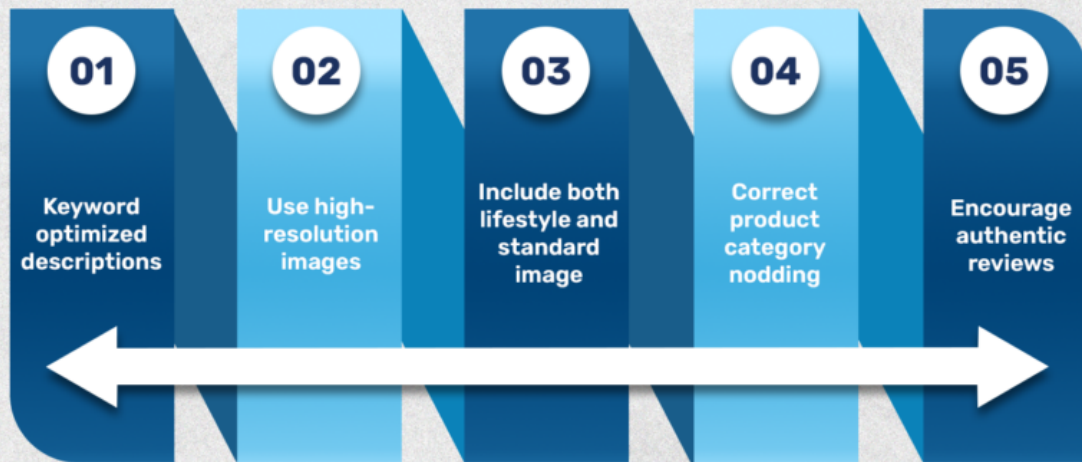 01
Keyword
optimized
descriptions
02
Use high-
resolution
images
03
Include both
lifestyle and
standard
image
04
Correct
product
category
nodding
05
Encourage
authentic
reviews